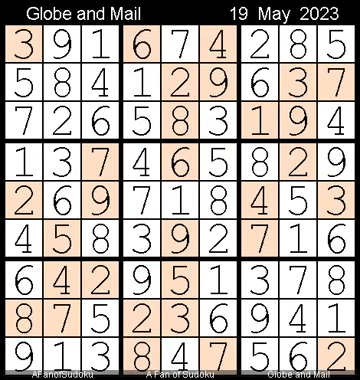 Globe and Mail 19 May 2023
3 9 1 6 7 4 2 8 5
5 8 4 1 2 9 6 3 7
7 2 6 5 8 3 1 9 4
1 3 7 4 6 5 8 2 9
2 6 9 7 1 8 4 5 3
4 5 8 3 9 2 7 1 6
6 4 2 9 5 1 3 7 8
8 7 5 2 3 6 9 4 1
9 1 3 8 4 7 5 6 2
AFanofSudoku A Fan of Sudoku Globe and Mail